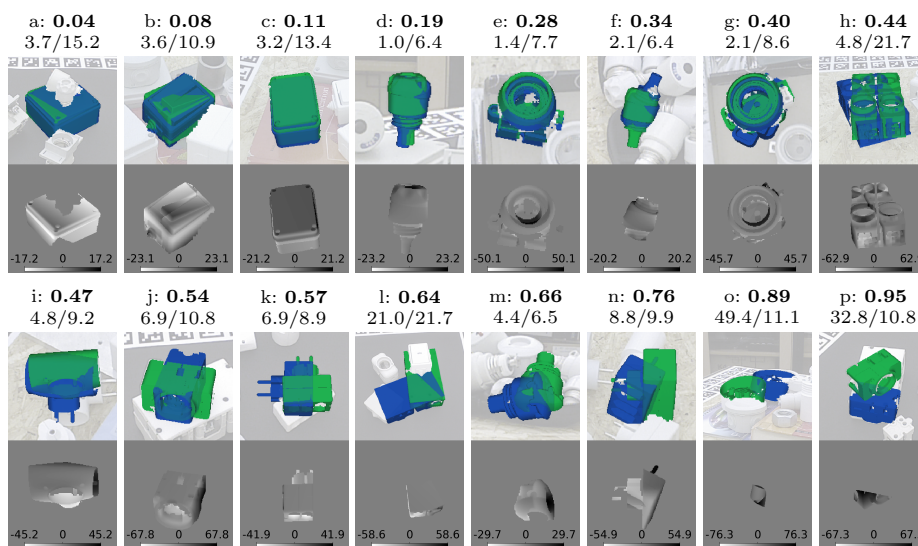 a: 0.04 b: 0.08 c: 0.11 d: 0.19 e: 0.28 f: 0.34 g: 0.40 h: 0.44
3.7/15.2 3.6/10.9 3.2/13.4 1.0/6.4 1.4/7.7 2.1/6.4 2.1/8.6 4.8/21.7
-17.2 0 17.2 -23.1 0 23.1 -21.2 0 21.2 -23.2 0 23.2 -50.1 0 50.1 -20.2 0 20.2 -45.7 0 45.7 -62.9 0 62.9
i: 0.47 j: 0.54 k: 0.57 l: 0.64 m: 0.66 n: 0.76 o: 0.89 p: 0.95
4.8/9.2 6.9/10.8 6.9/8.9 21.0/21.7 4.4/6.5 8.8/9.9 49.4/11.1 32.8/10.8
-45.2 0 45.2 -67.8 0 67.8 -41.9 0 41.9 -58.6 0 58.6 -29.7 0 29.7 -54.9 0 54.9 -76.3 0 76.3 -67.3 0